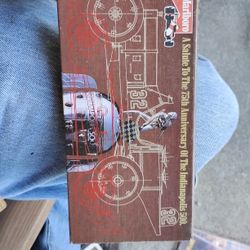 Marlboro
A Salute To The 75th Anniversary Of The Indianapolis 500.
32
32